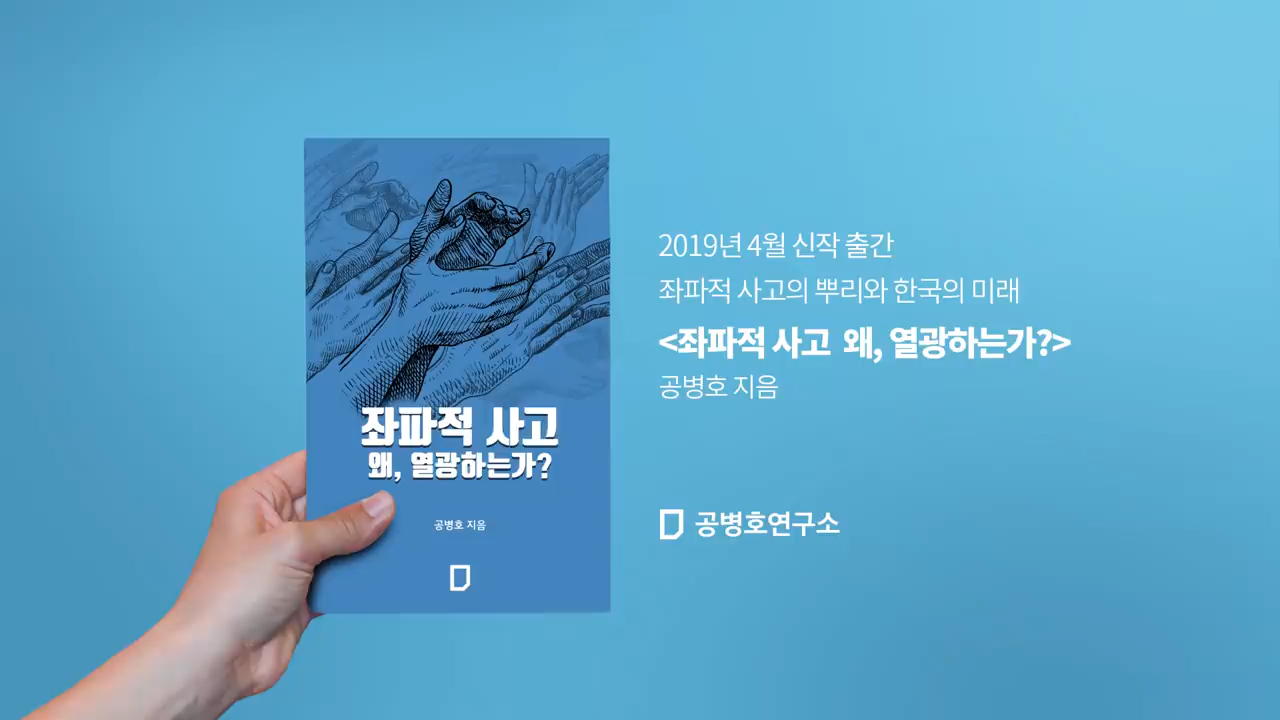 좌파적 사고
왜, 열광하는가?
공병호 지음
2019년 4월 신작 출간
좌파적 사고의 뿌리와 한국의 미래
<좌파적 사고 왜, 열광하는가?>
공병호 지음
공병호연구소